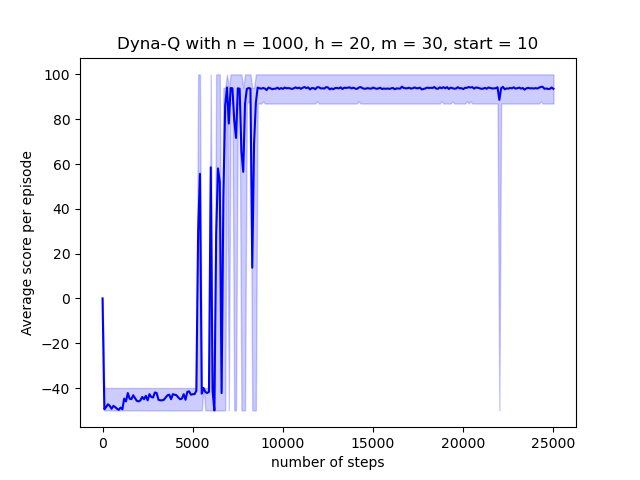 Dyna-Q with n = 1000, h = 20, m = 30, start = 10
Average score per episode
100
80
60
40
20
0
−20
−40
0 5000 10000 15000 20000 25000
number of steps